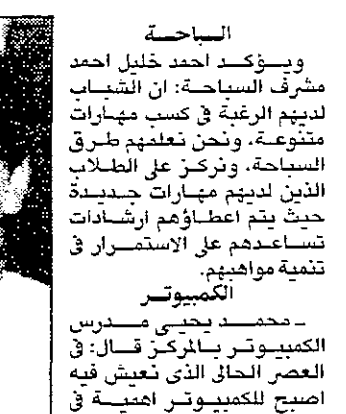 السباحة
ويؤكد احمد خليل احمد
مشرف السباحة: ان الشباب
لديهم الرغبة في كسب مهارات
متنوعة، ونحن نعلمهم طرق
السباحة، ونركز على الطلاب
الذين لديهم مهارات جديدة
حيث يتم اعطاؤهم ارشادات
تساعدهم على الاستمرار في
تنمية مواهبهم.
الكمبيوتر
ـ محمد يحيى مدرس
الكمبيوتر بالمركز قال: في
العصر الحالى الذى نعيش فيه
اصبح للكمبيوتر اهمية في